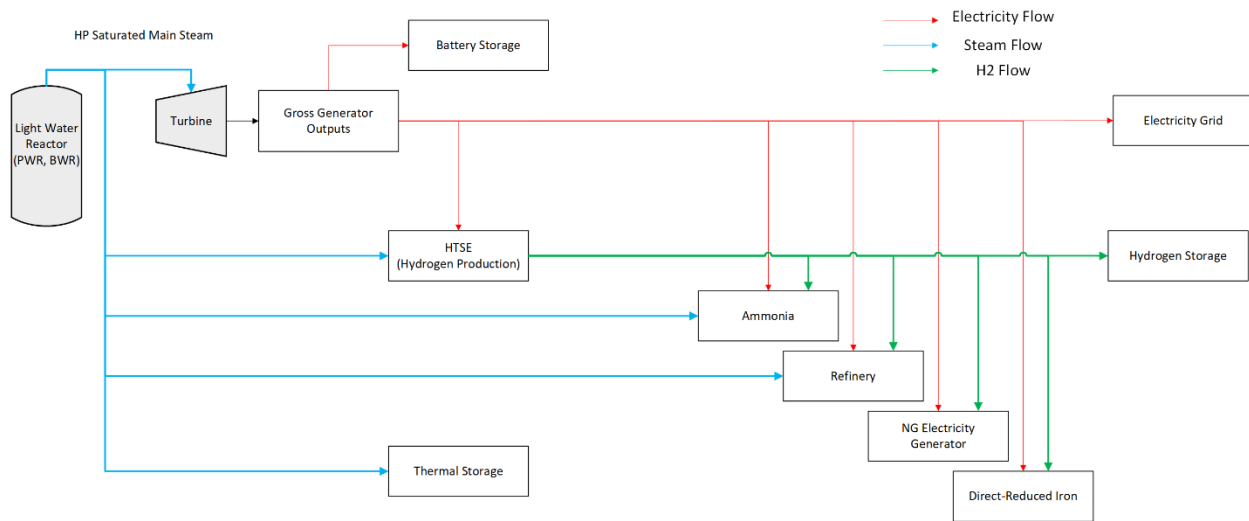 Electricity Flow
HP Saturated Main Steam
Battery Storage
Steam Flow
H2 Flow
Light Water
Reactor
(PWR, BWR)
Turbine
Gross Generator
Outputs
Electricity Grid
HTSE
(Hydrogen Production)
Hydrogen Storage
Ammonia
Refinery
NG Electricity
Generator
Thermal Storage
Direct-Reduced Iron